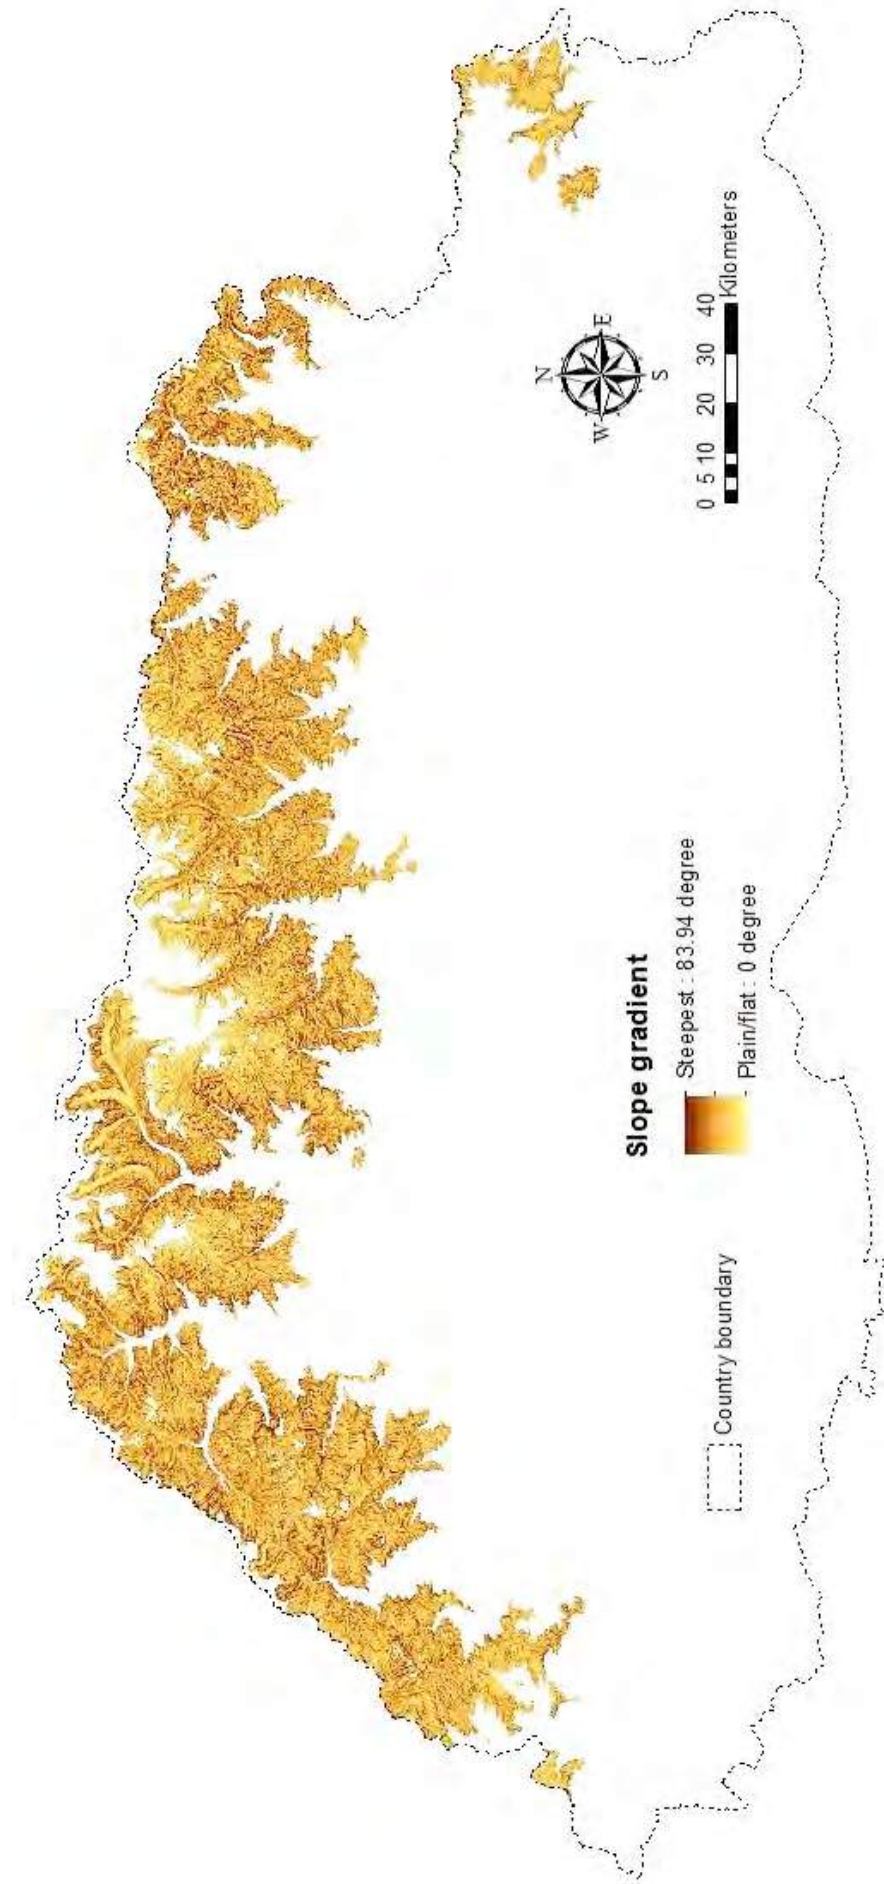 N
W
E
S
0 5 10 20 30 40
Kilometers
Slope gradient
Steepest : 83.94 degree
Plain/flat : 0 degree
Country boundary